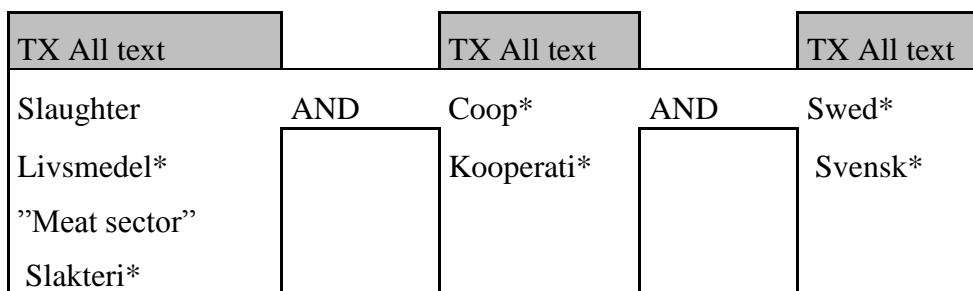 TX All text TX All text TX All text
Slaughter AND Coop* AND Swed*
Livsmedel* Kooperati* Svensk*
”Meat sector”
Slakteri*